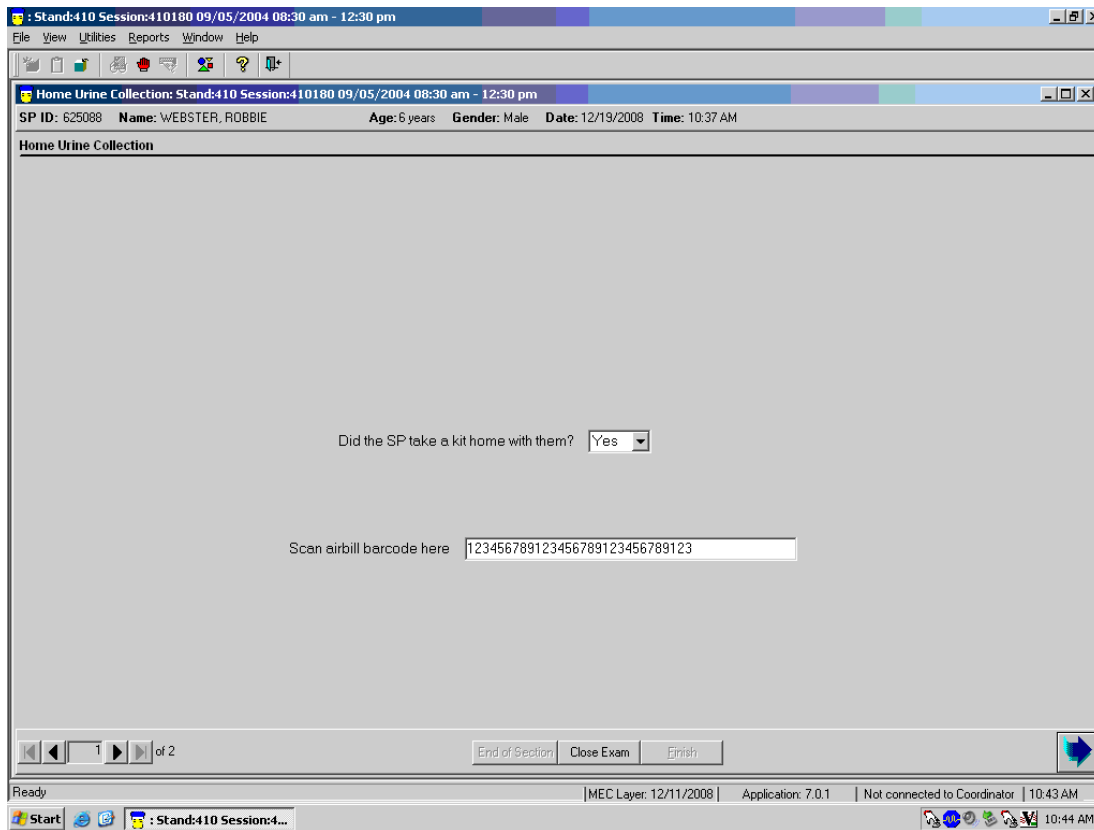 : Stand:410 Session:410180 09/05/2004 08:30 am - 12:30 pm
File View Utilities Reports Window Help
Home Urine Collection: Stand:410 Session:410180 09/05/2004 08:30 am - 12:30 pm
SP ID: 625088 Name: WEBSTER, ROBBIE Age: 6 years Gender: Male Date: 12/19/2008 Time: 10:37 AM
Home Urine Collection
Did the SP take a kit home with them? Yes
Scan airbill barcode here 123456789123456789123456789123
1 of 2 End of Section Close Exam Finish
Ready MEC Layer: 12/11/2008 Application: 7.0.1 Not connected to Coordinator 10:43 AM
Start : Stand:410 Session:4... 10:44 AM